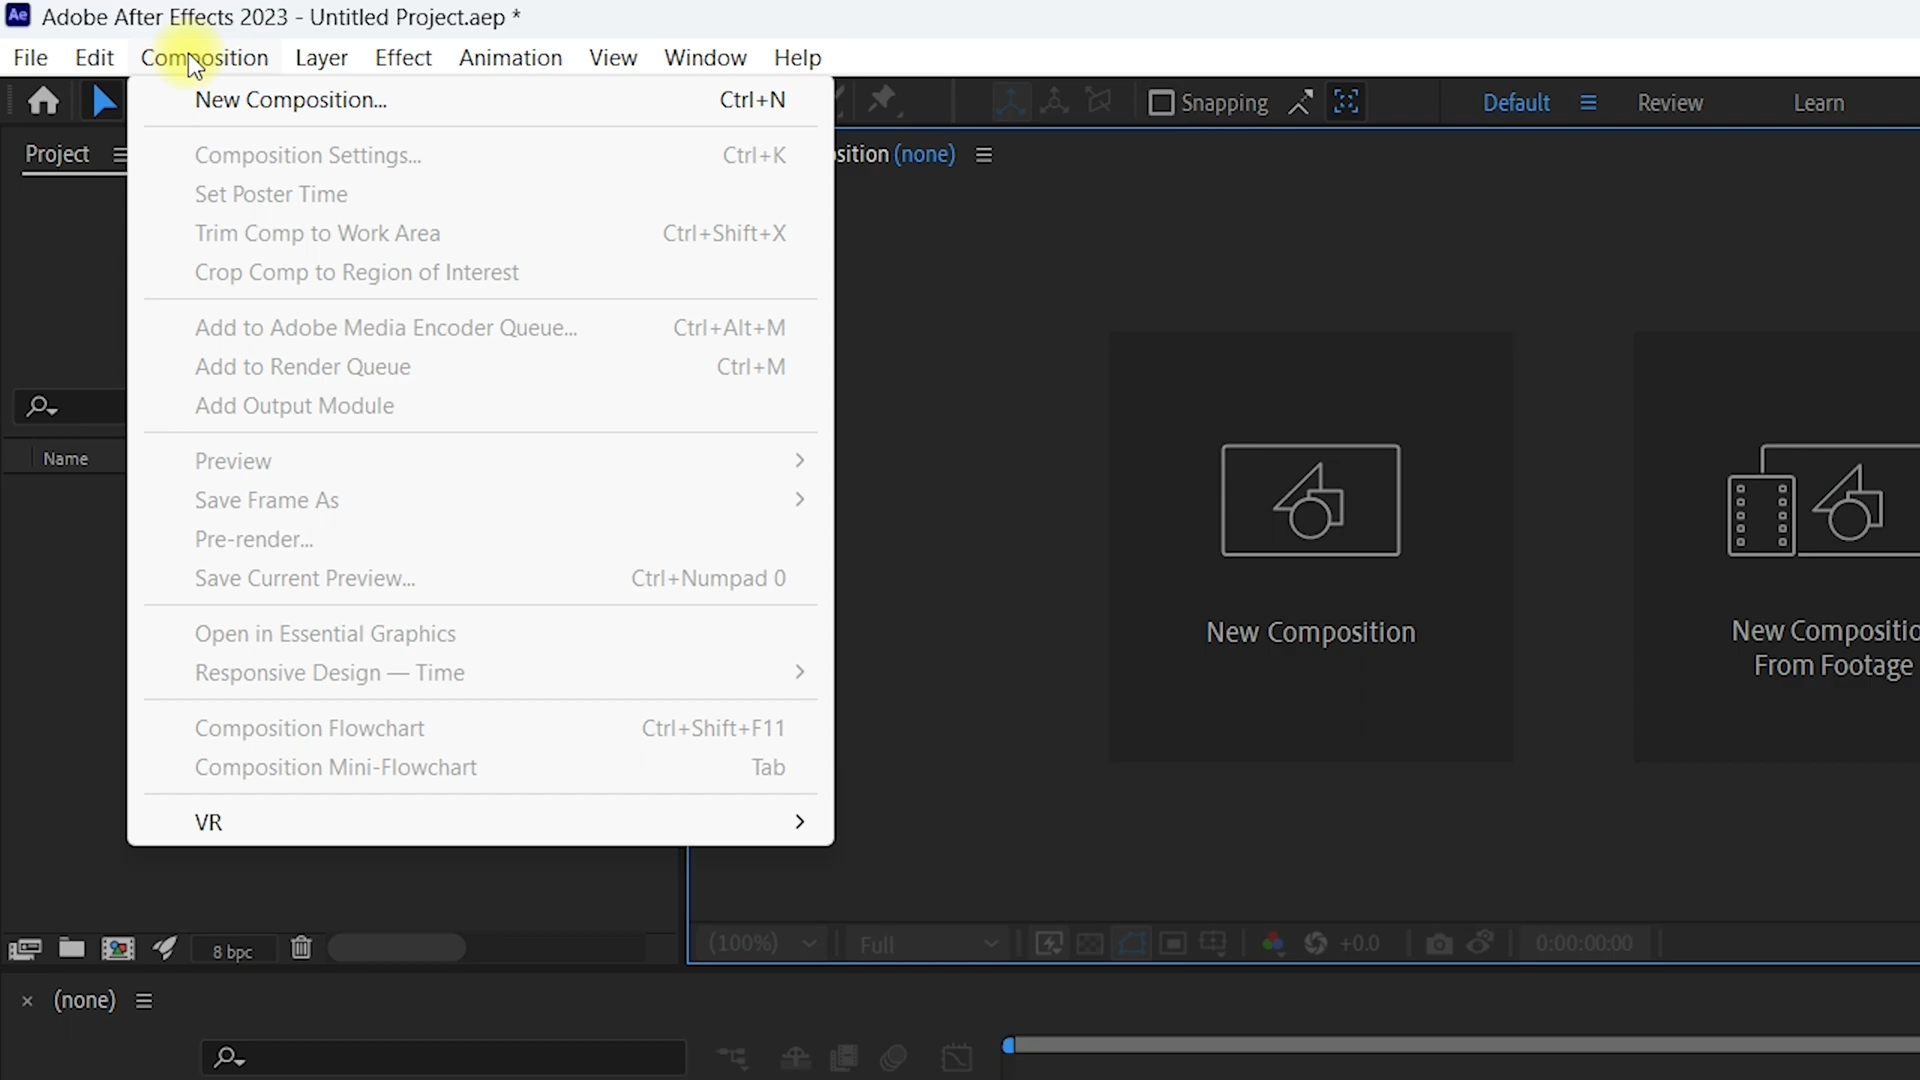 Ae Adobe After Effects 2023 - Untitled Project.aep *
File Edit Composition Layer Effect Animation View Window Help
New Composition... Ctrl+N
Snapping Default Review Learn
Project
sition (none)
Composition Settings... Ctrl+K
Set Poster Time
Trim Comp to Work Area Ctrl+Shift+X
Crop Comp to Region of Interest
Add to Adobe Media Encoder Queue... Ctrl+Alt+M
Add to Render Queue Ctrl+M
Add Output Module
Name
Preview
Save Frame As
Pre-render...
Save Current Preview... Ctrl+Numpad 0
Open in Essential Graphics
Responsive Design — Time
Composition Flowchart Ctrl+Shift+F11
Composition Mini-Flowchart Tab
VR
New Composition
New Compositio
From Footage
8 bpc
(100%) Full +0.0 0:00:00:00
× (none)